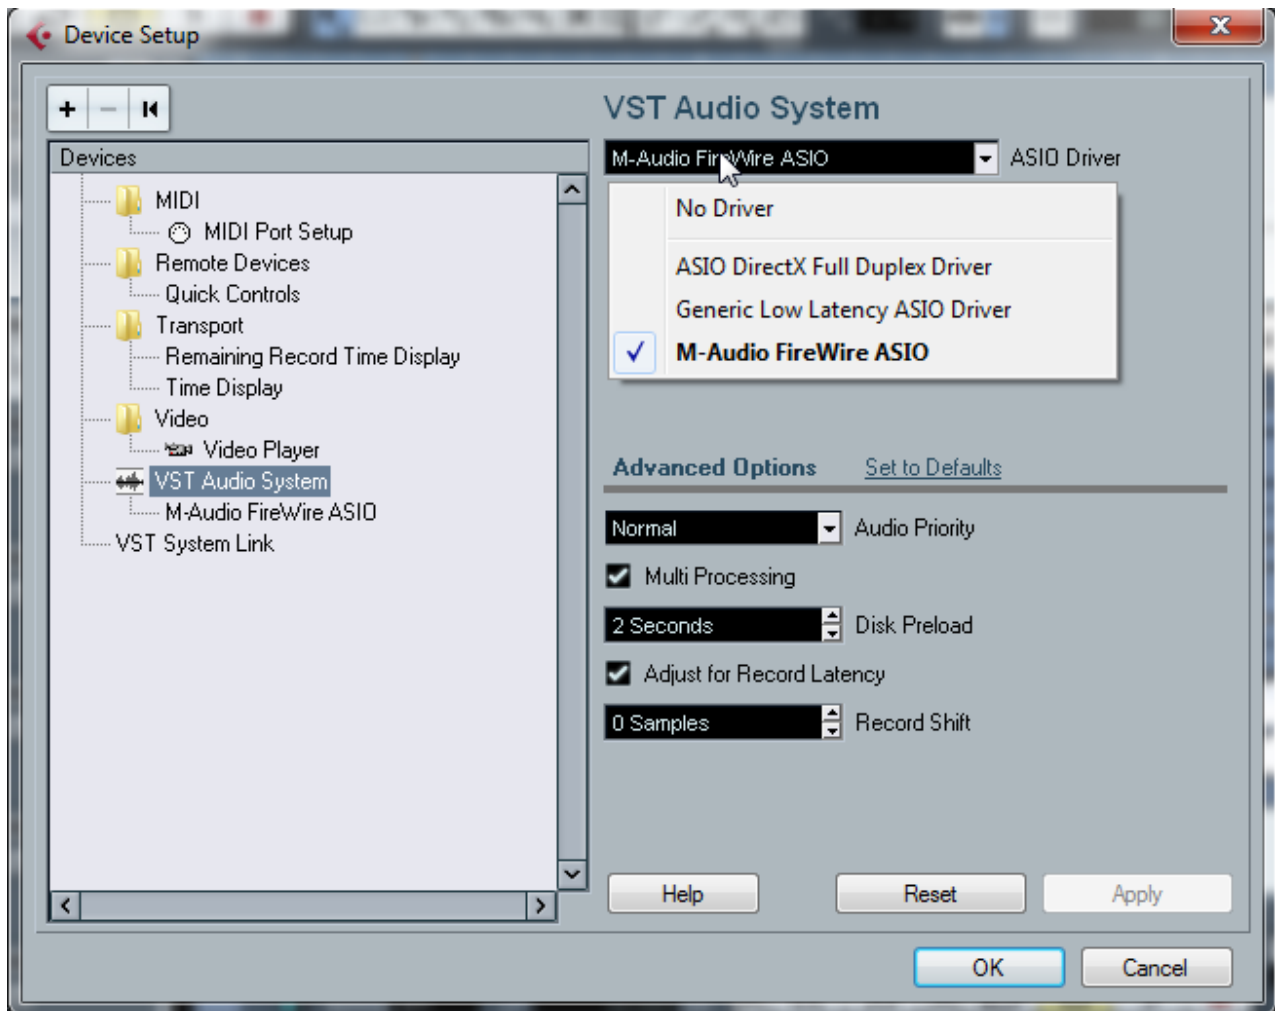 Device Setup
VST Audio System
Devices
M-Audio FireWire ASIO
ASIO Driver
MIDI
MIDI Port Setup
Remote Devices
Quick Controls
Transport
Remaining Record Time Display
Time Display
Video
Video Player
VST Audio System
M-Audio FireWire ASIO
VST System Link
No Driver
ASIO DirectX Full Duplex Driver
Generic Low Latency ASIO Driver
M-Audio FireWire ASIO
Advanced Options Set to Defaults
Normal Audio Priority
Multi Processing
2 Seconds Disk Preload
Adjust for Record Latency
0 Samples Record Shift
Help Reset Apply
OK Cancel